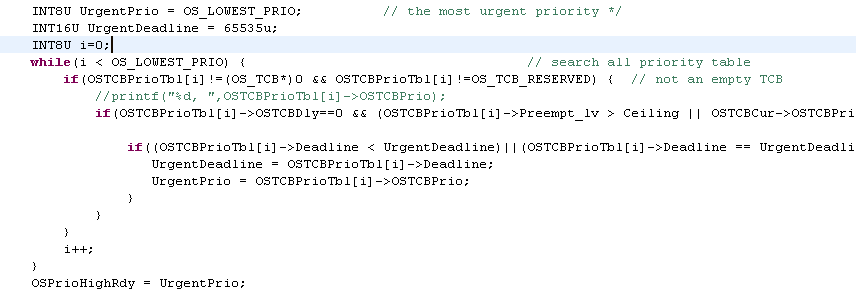 INT8U UrgentPrio = OS_LOWEST_PRIO; // the most urgent priority */
INT16U UrgentDeadline = 65535u;
INT8U i=0;
while(i < OS_LOWEST_PRIO) { // search all priority table
if(OSTCBPrioTbl[i]!=(OS_TCB*)0 && OSTCBPrioTbl[i]!=OS_TCB_RESERVED) { // not an empty TCB
//printf("%d, ",OSTCBPrioTbl[i]->OSTCBPrio);
if(OSTCBPrioTbl[i]->OSTCBDly==0 && (OSTCBPrioTbl[i]->Preempt_lv > Ceiling || OSTCBCur->OSTCBPri
if((OSTCBPrioTbl[i]->Deadline < UrgentDeadline)||(OSTCBPrioTbl[i]->Deadline == UrgentDeadli
UrgentDeadline = OSTCBPrioTbl[i]->Deadline;
UrgentPrio = OSTCBPrioTbl[i]->OSTCBPrio;
}
}
}
i++;
}
OSPrioHighRdy = UrgentPrio;